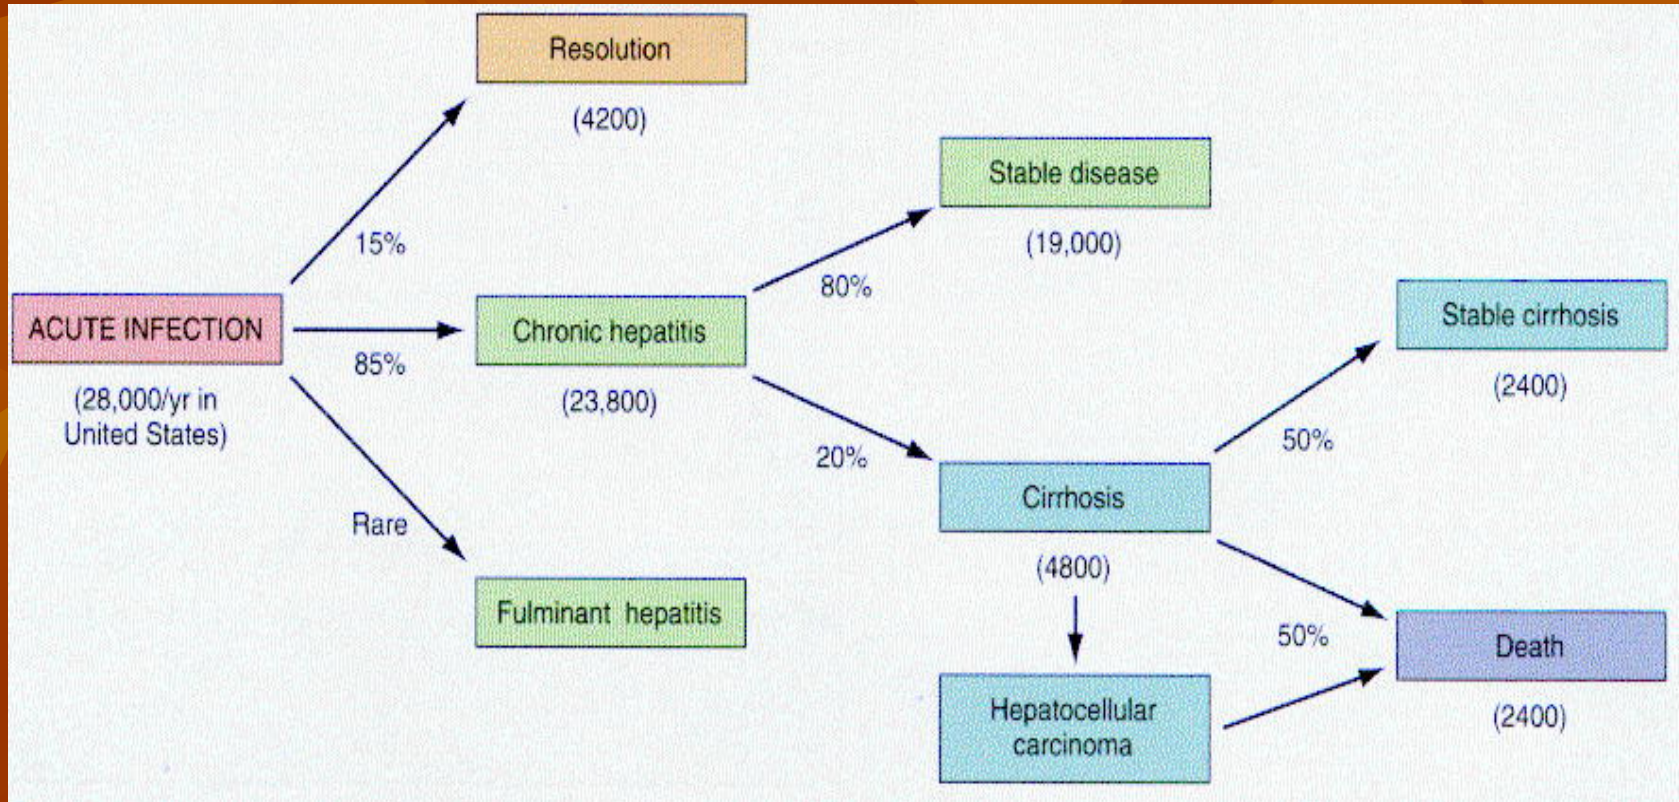 Resolution
(4200)
15%
ACUTE INFECTION
(28,000/yr in
United States)
85%
Chronic hepatitis
(23,800)
Rare
Fulminant hepatitis
80%
Stable disease
(19,000)
20%
Cirrhosis
(4800)
Hepatocellular
carcinoma
50%
Stable cirrhosis
(2400)
50%
Death
(2400)